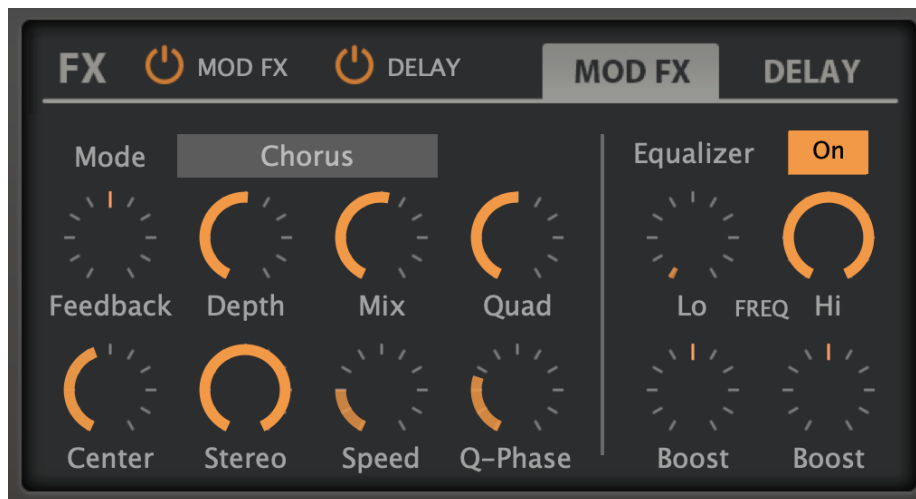 FX MOD FX DELAY MOD FX DELAY
Mode Chorus Equalizer On
Feedback Depth Mix Quad Lo FREQ Hi
Center Stereo Speed Q-Phase Boost Boost